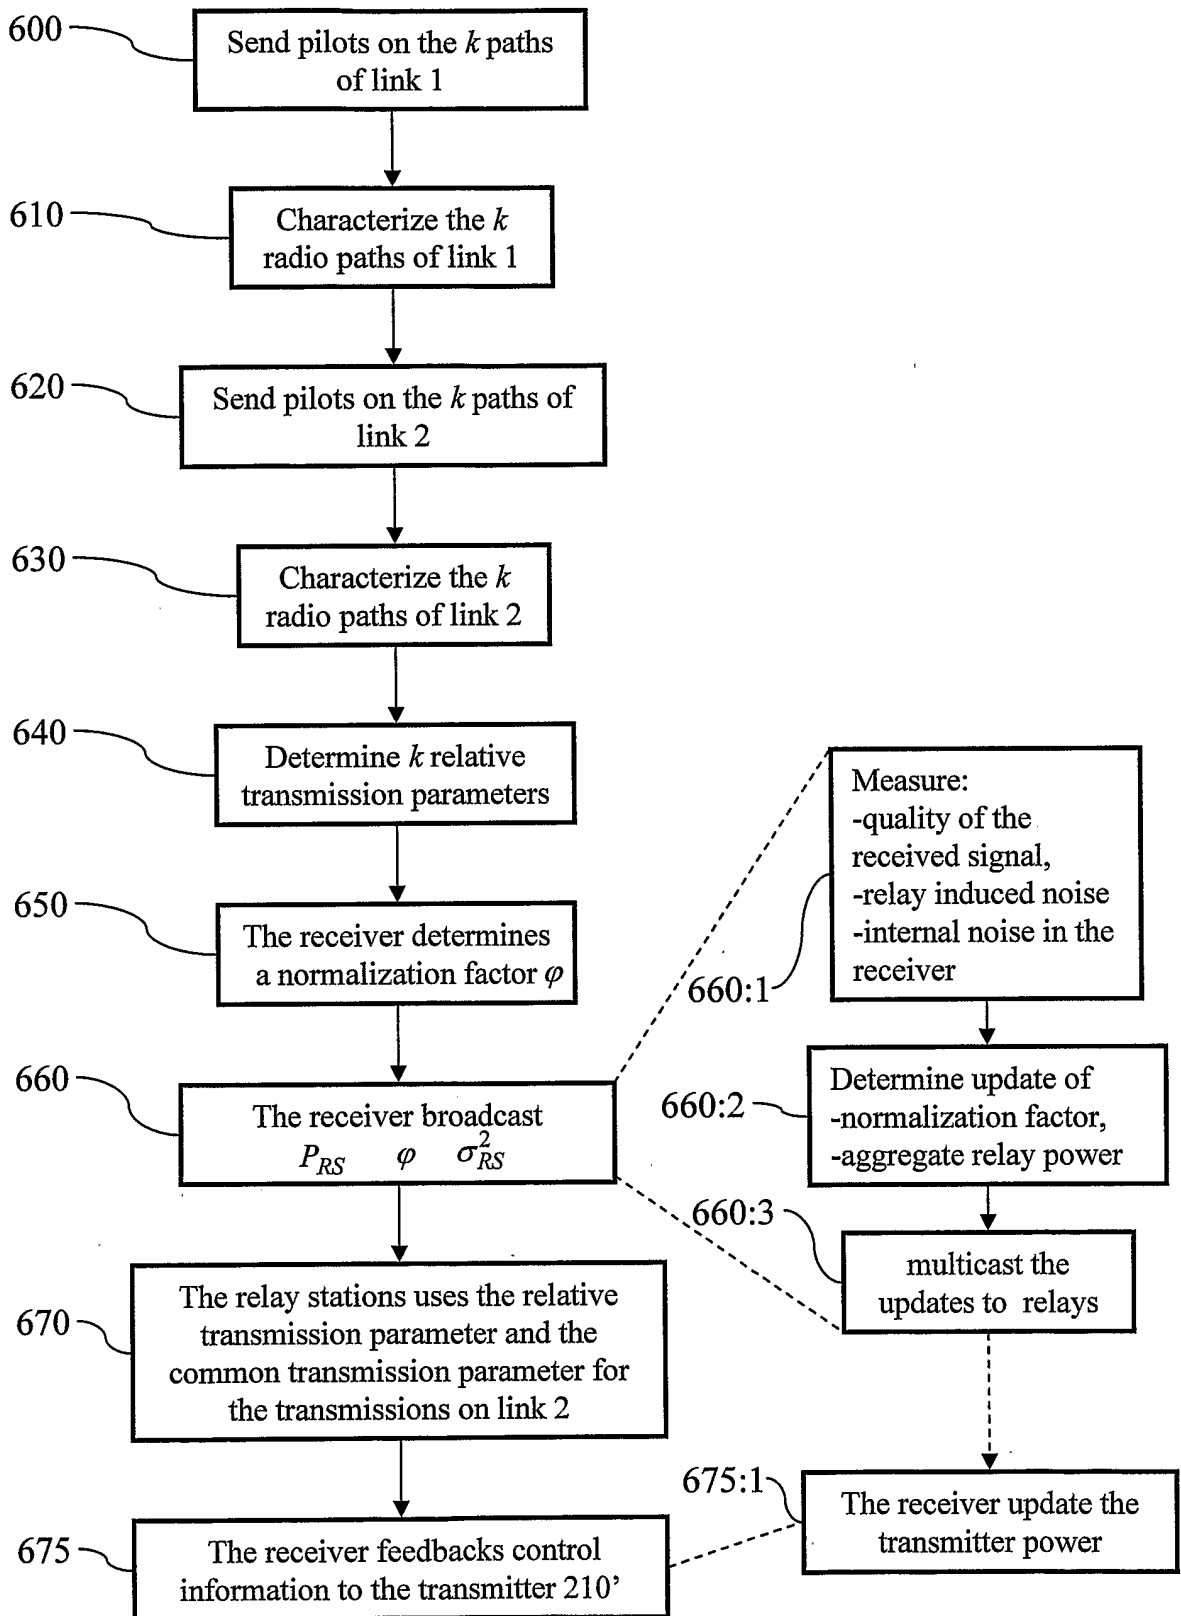 600
Send pilots on the k paths
of link 1
610
Characterize the k
radio paths of link 1
620
Send pilots on the k paths of
link 2
630
Characterize the k
radio paths of link 2
640
Determine k relative
transmission parameters
650
The receiver determines
a normalization factor φ
660
The receiver broadcast
P_RS φ σ²_RS
670
The relay stations uses the relative
transmission parameter and the
common transmission parameter for
the transmissions on link 2
675
The receiver feedbacks control
information to the transmitter 210’
660:1
Measure:
-quality of the
received signal,
-relay induced noise
-internal noise in the
receiver
660:2
Determine update of
-normalization factor,
-aggregate relay power
660:3
multicast the
updates to relays
675:1
The receiver update the
transmitter power